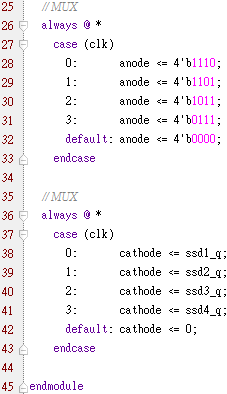 25 //MUX
26 always @ *
27 case (clk)
28 0: anode <= 4'b1110;
29 1: anode <= 4'b1101;
30 2: anode <= 4'b1011;
31 3: anode <= 4'b0111;
32 default: anode <= 4'b0000;
33 endcase
34
35 //MUX
36 always @ *
37 case (clk)
38 0: cathode <= ssd1_q;
39 1: cathode <= ssd2_q;
40 2: cathode <= ssd3_q;
41 3: cathode <= ssd4_q;
42 default: cathode <= 0;
43 endcase
44
45 endmodule